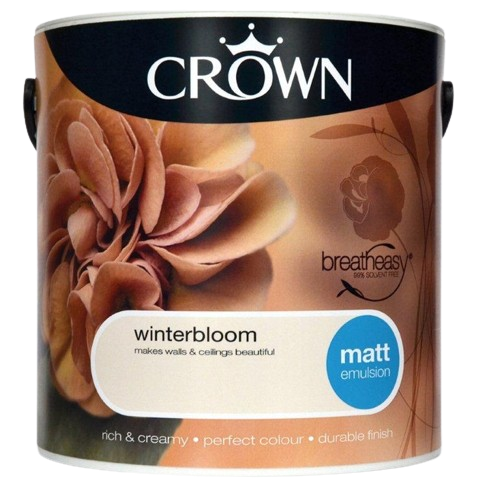 CROWN
breatheasy®
99% SOLVENT FREE
winterbloom
makes walls & ceilings beautiful
matt
emulsion
rich & creamy • perfect colour • durable finish